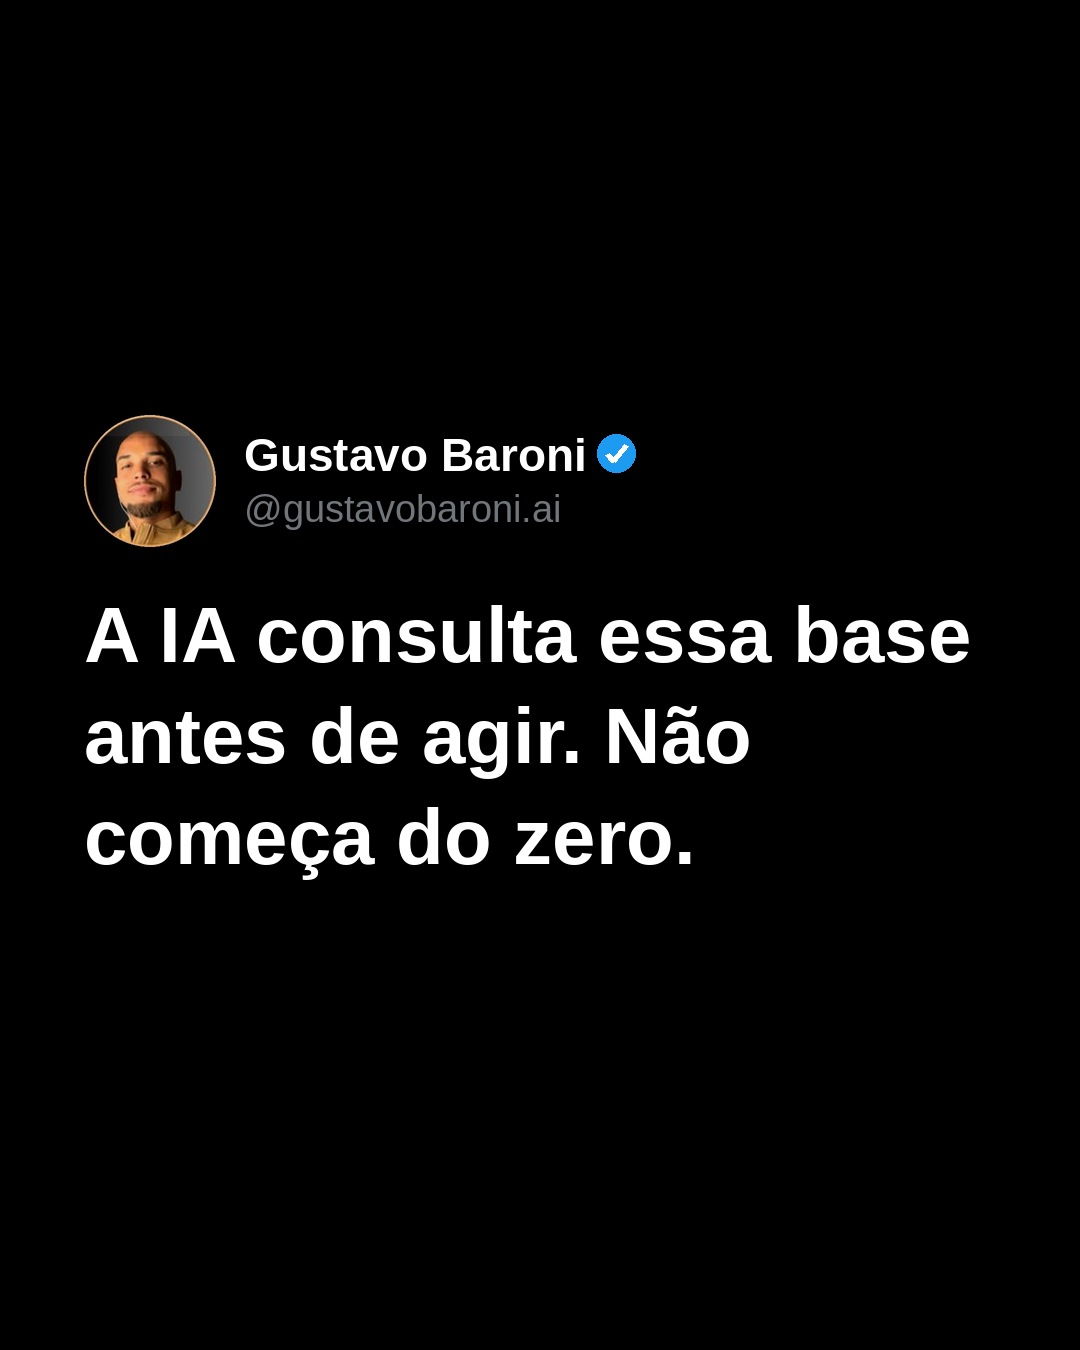 Gustavo Baroni
@gustavobaroni.ai
A IA consulta essa base
antes de agir. Não
começa do zero.